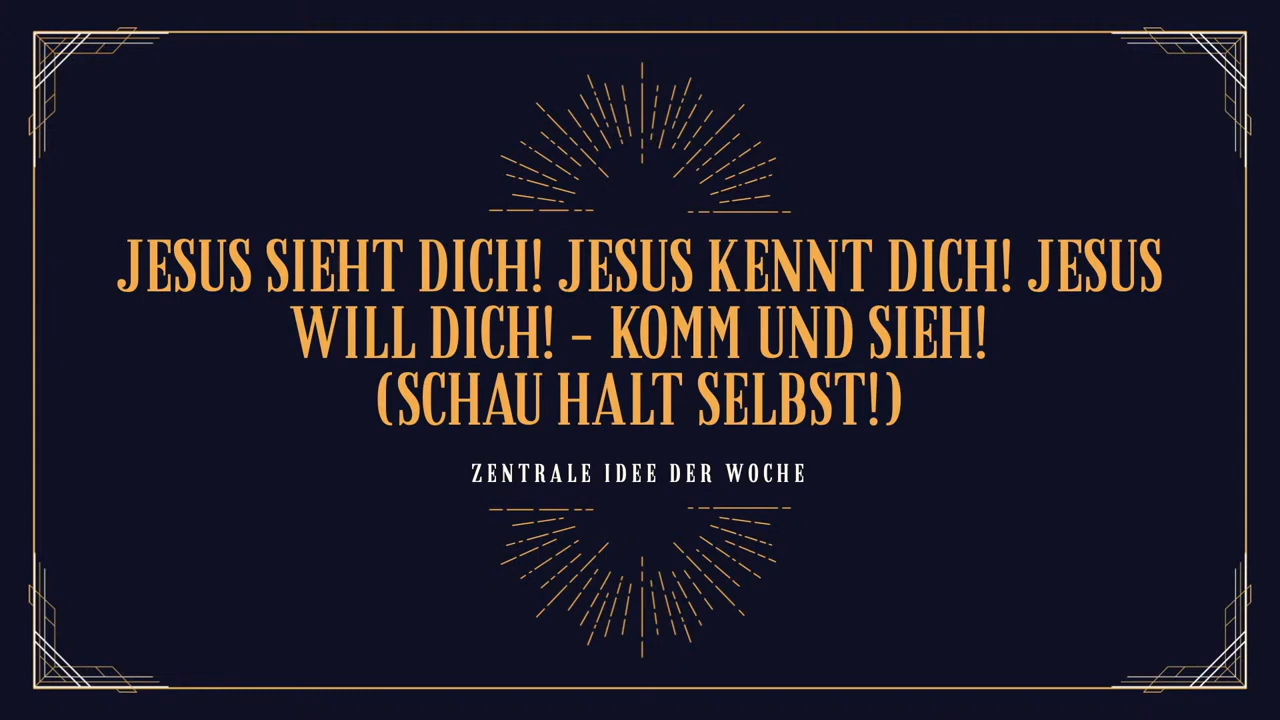 JESUS SIEHT DICH! JESUS KENNT DICH! JESUS
WILL DICH! – KOMM UND SIEH!
(SCHAU HALT SELBST!)
ZENTRALE IDEE DER WOCHE